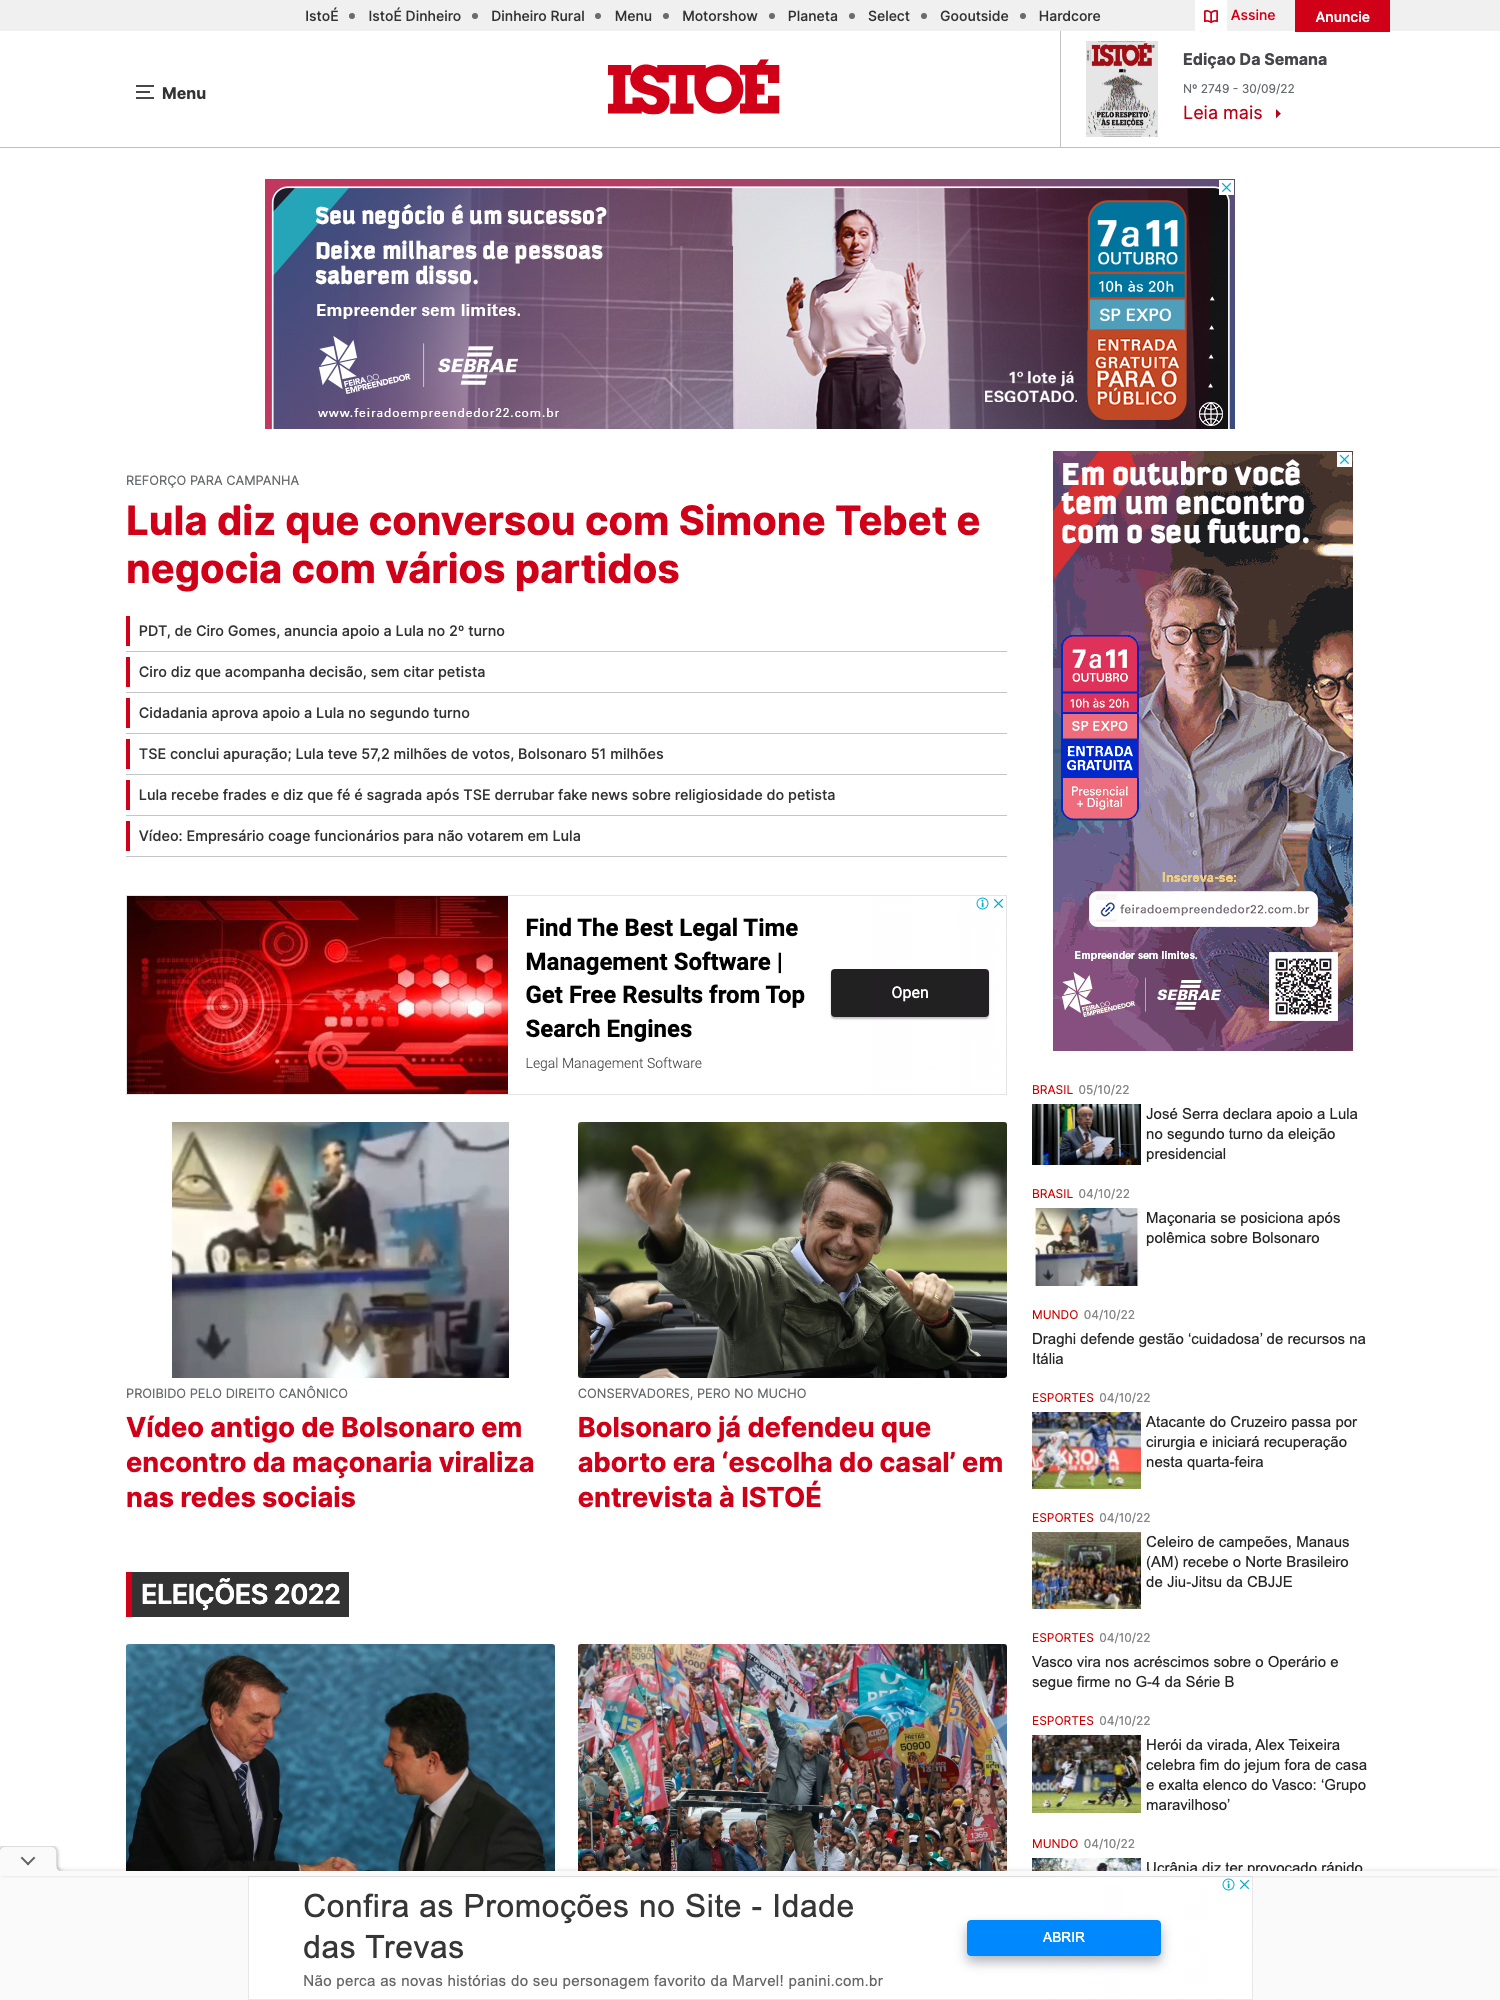 IstoÉ • IstoÉ Dinheiro • Dinheiro Rural • Menu • Motorshow • Planeta • Select • Gooutside • Hardcore
Assine
Anuncie
Menu
ISTOÉ
ISTOÉ
PELO RESPEITO
ÀS ELEIÇÕES
Ediçao Da Semana
Nº 2749 - 30/09/22
Leia mais
Seu negócio é um sucesso?
Deixe milhares de pessoas
saberem disso.
Empreender sem limites.
FEIRA DO
EMPREENDEDOR
SEBRAE
www.feiradoempreendedor22.com.br
1º lote já
ESGOTADO.
7a11
OUTUBRO
10h às 20h
SP EXPO
ENTRADA
GRATUITA
PARA O
PÚBLICO
REFORÇO PARA CAMPANHA
Lula diz que conversou com Simone Tebet e
negocia com vários partidos
PDT, de Ciro Gomes, anuncia apoio a Lula no 2º turno
Ciro diz que acompanha decisão, sem citar petista
Cidadania aprova apoio a Lula no segundo turno
TSE conclui apuração; Lula teve 57,2 milhões de votos, Bolsonaro 51 milhões
Lula recebe frades e diz que fé é sagrada após TSE derrubar fake news sobre religiosidade do petista
Vídeo: Empresário coage funcionários para não votarem em Lula
Find The Best Legal Time
Management Software |
Get Free Results from Top
Search Engines
Legal Management Software
Open
PROIBIDO PELO DIREITO CANÔNICO
Vídeo antigo de Bolsonaro em
encontro da maçonaria viraliza
nas redes sociais
CONSERVADORES, PERO NO MUCHO
Bolsonaro já defendeu que
aborto era ‘escolha do casal’ em
entrevista à ISTOÉ
ELEIÇÕES 2022
50900
5000
13
50900
1369
Em outubro você
tem um encontro
com o seu futuro.
7a11
OUTUBRO
10h às 20h
SP EXPO
ENTRADA
GRATUITA
Presencial
+ Digital
Inscreva-se:
feiradoempreendedor22.com.br
Empreender sem limites.
FEIRA DO
EMPREENDEDOR
SEBRAE
BRASIL 05/10/22
José Serra declara apoio a Lula
no segundo turno da eleição
presidencial
BRASIL 04/10/22
Maçonaria se posiciona após
polêmica sobre Bolsonaro
MUNDO 04/10/22
Draghi defende gestão ‘cuidadosa’ de recursos na
Itália
ESPORTES 04/10/22
Atacante do Cruzeiro passa por
cirurgia e iniciará recuperação
nesta quarta-feira
ESPORTES 04/10/22
Celeiro de campeões, Manaus
(AM) recebe o Norte Brasileiro
de Jiu-Jitsu da CBJJE
ESPORTES 04/10/22
Vasco vira nos acréscimos sobre o Operário e
segue firme no G-4 da Série B
ESPORTES 04/10/22
Herói da virada, Alex Teixeira
celebra fim do jejum fora de casa
e exalta elenco do Vasco: ‘Grupo
maravilhoso’
MUNDO 04/10/22
Ucrânia diz ter provocado rápido
Confira as Promoções no Site - Idade
das Trevas
Não perca as novas histórias do seu personagem favorito da Marvel! panini.com.br
ABRIR